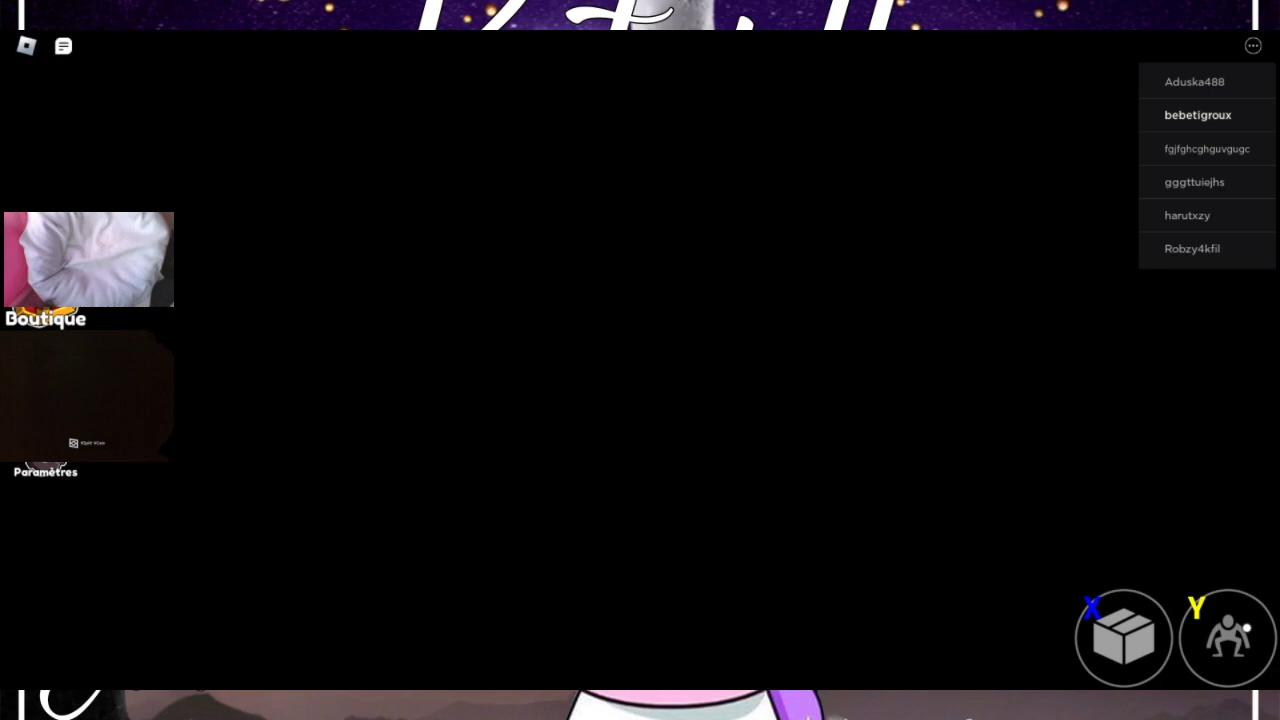 Aduska488
bebetigroux
fgjfghcghguvgugc
gggttuiejhs
harutxzy
Robzy4kfil
Boutique
Paramètres
X
Y